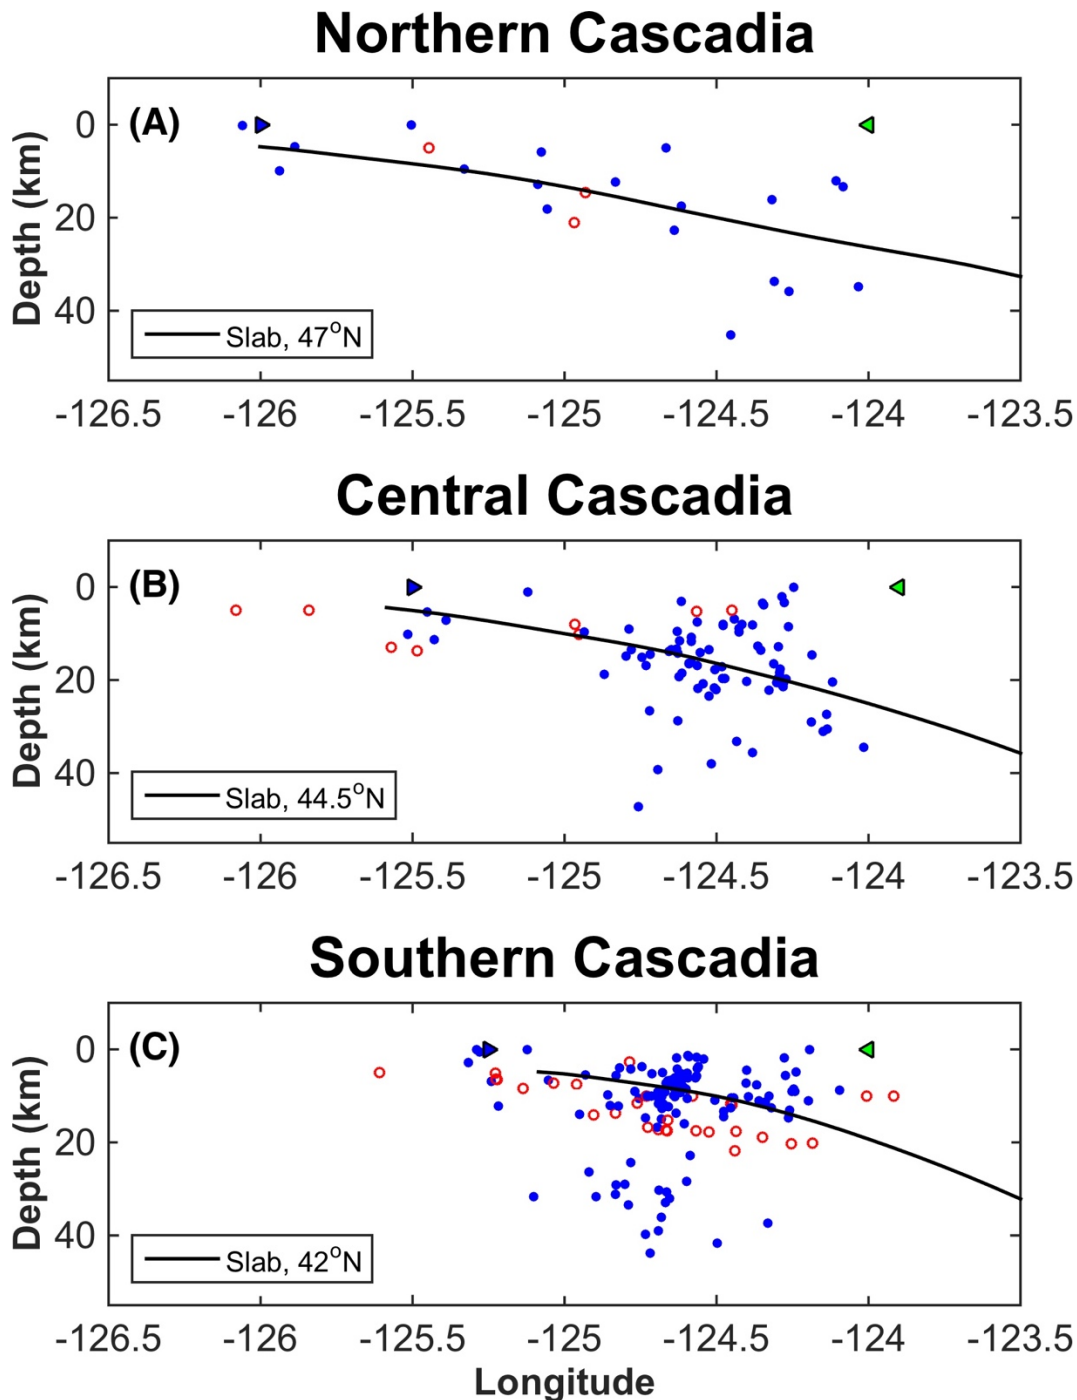 Northern Cascadia
(A)
0
20
40
Depth (km)
Slab, 47°N
-126.5 -126 -125.5 -125 -124.5 -124 -123.5
Central Cascadia
(B)
0
20
40
Depth (km)
Slab, 44.5°N
-126.5 -126 -125.5 -125 -124.5 -124 -123.5
Southern Cascadia
(C)
0
20
40
Depth (km)
Slab, 42°N
-126.5 -126 -125.5 -125 -124.5 -124 -123.5
Longitude